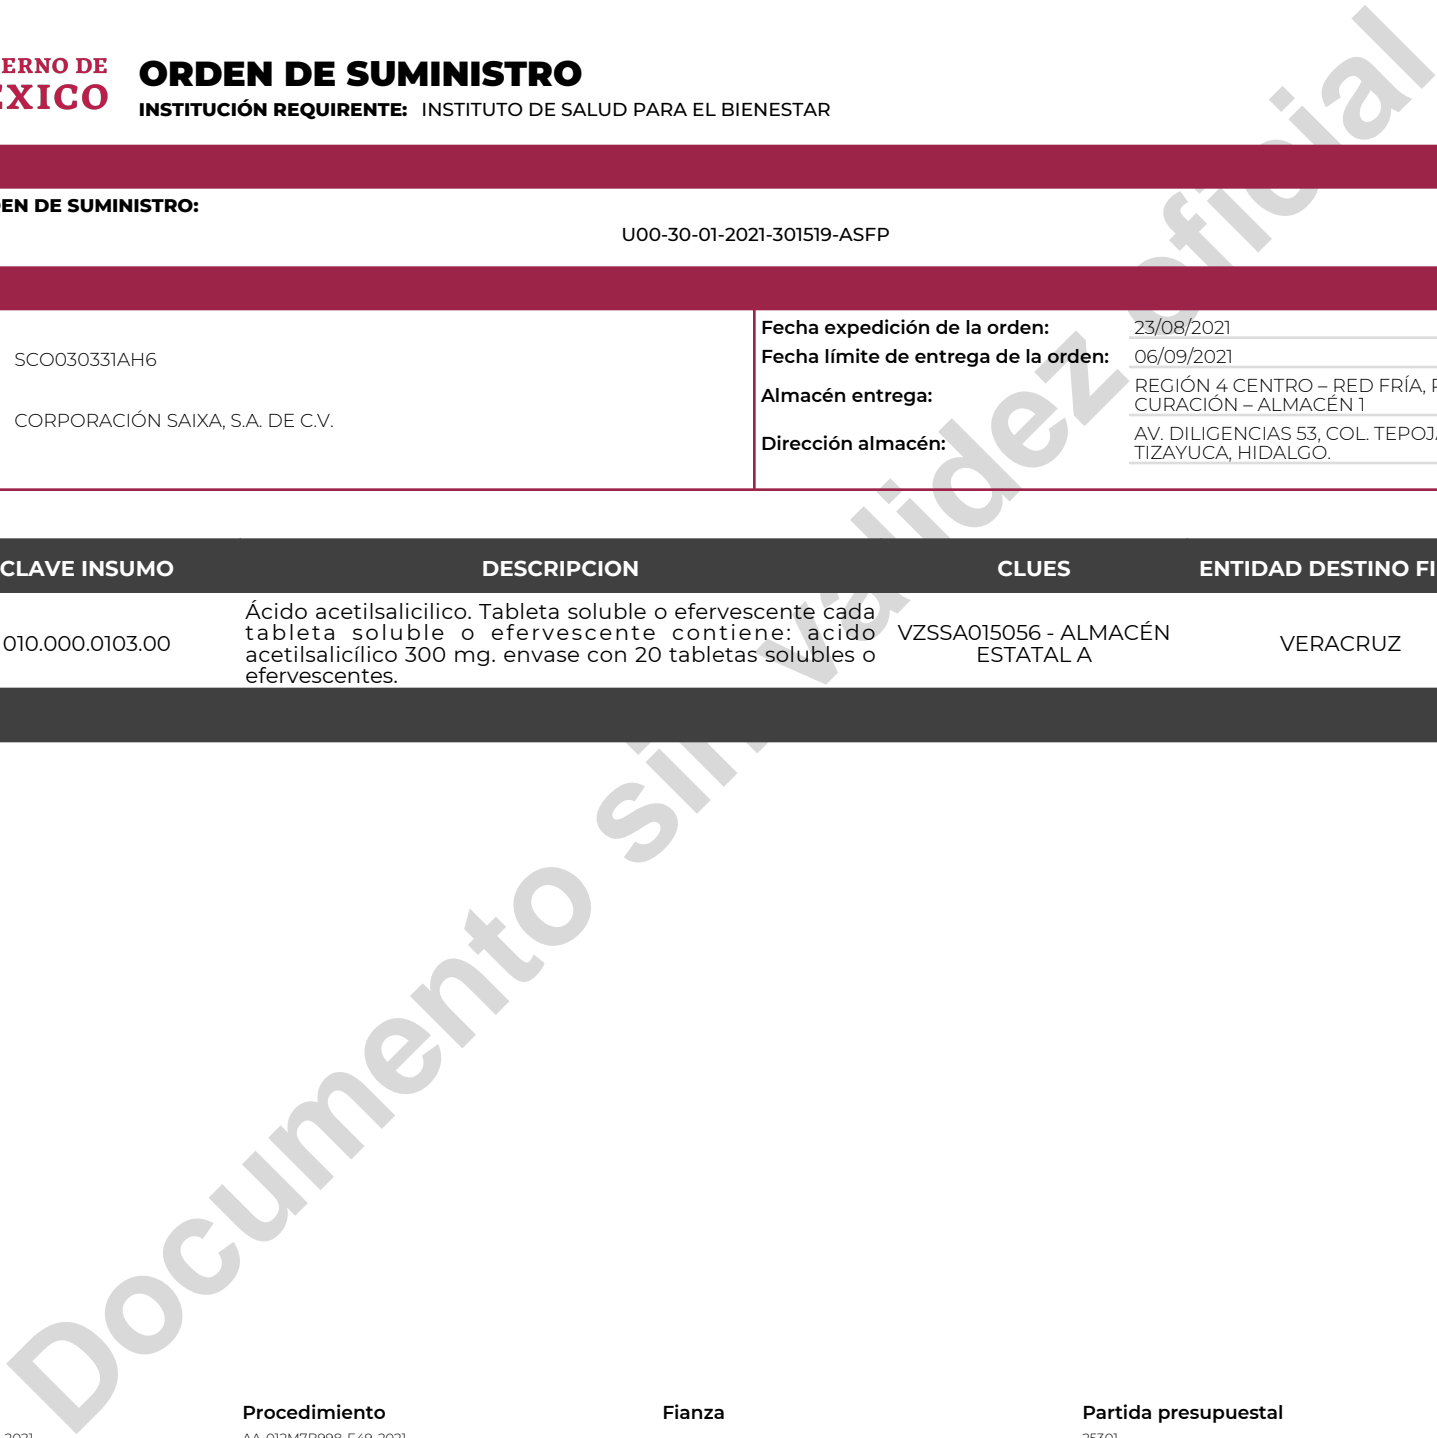 ERNO DE
ORDEN DE SUMINISTRO
EXICO
INSTITUCIÓN REQUIRENTE: INSTITUTO DE SALUD PARA EL BIENESTAR
EN DE SUMINISTRO:
U00-30-01-2021-301519-ASFP
Fecha expedición de la orden: 23/08/2021
SCO030331AH6
Fecha límite de entrega de la orden: 06/09/2021
Almacén entrega:
REGIÓN 4 CENTRO – RED FRÍA,
CURACIÓN – ALMACÉN 1
CORPORACIÓN SAIXA, S.A. DE C.V.
Dirección almacén:
AV. DILIGENCIAS 53, COL. TEPOJ
TIZAYUCA, HIDALGO.
CLAVE INSUMO DESCRIPCION CLUES ENTIDAD DESTINO FI
010.000.0103.00
Ácido acetilsalicilico. Tableta soluble o efervescente cada
tableta soluble o efervescente contiene: acido
acetilsalicílico 300 mg. envase con 20 tabletas solubles o
efervescentes.
VZSSA015056 - ALMACÉN
ESTATAL A
VERACRUZ
Documento sin validez oficial
Procedimiento Fianza Partida presupuestal